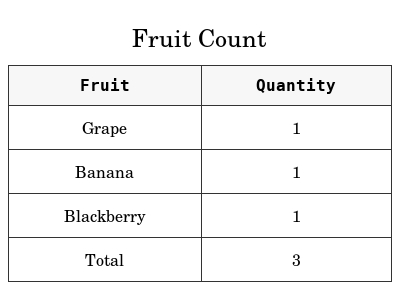 Fruit Count
Fruit Quantity
Grape 1
Banana 1
Blackberry 1
Total 3